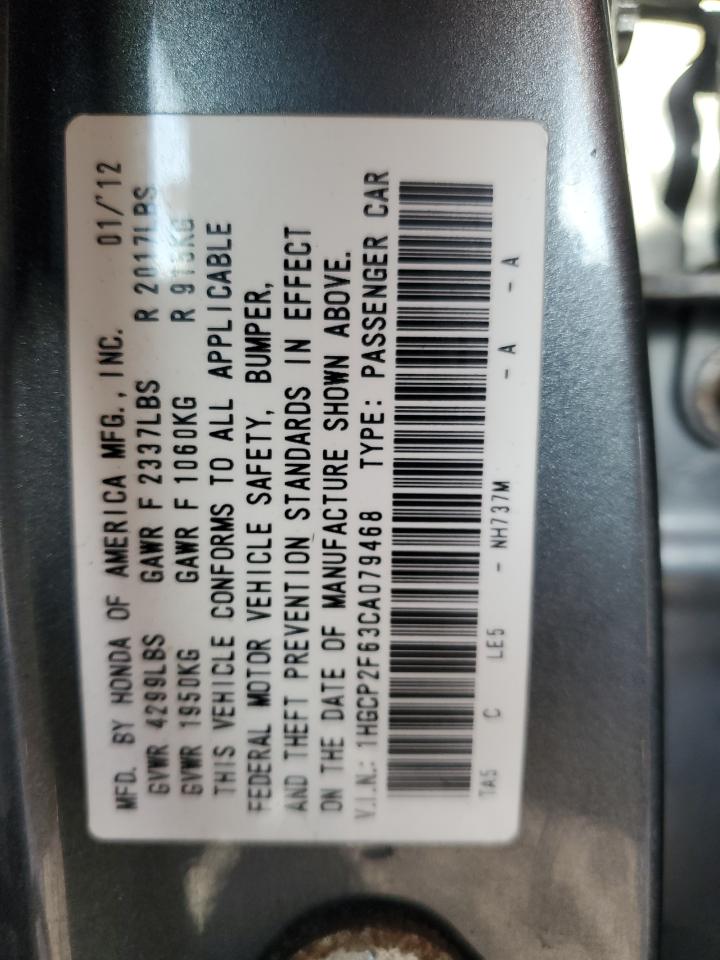 MFD. BY HONDA OF AMERICA MFG., INC. 01/'12
GVWR 4299LBS GAWR F 2337LBS R 2017LBS
GVWR 1950KG GAWR F 1060KG R 915KG
THIS VEHICLE CONFORMS TO ALL APPLICABLE
FEDERAL MOTOR VEHICLE SAFETY, BUMPER,
AND THEFT PREVENTION STANDARDS IN EFFECT
ON THE DATE OF MANUFACTURE SHOWN ABOVE.
V.I.N.: 1HGCP2F63CA079468 TYPE: PASSENGER CAR
TA5 C LE5 - NH737M - A - A